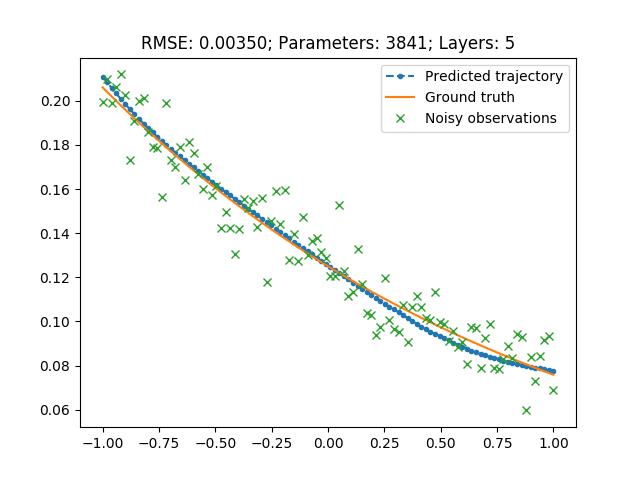 RMSE: 0.00350; Parameters: 3841; Layers: 5
Predicted trajectory
Ground truth
Noisy observations
0.20
0.18
0.16
0.14
0.12
0.10
0.08
0.06
−1.00 −0.75 −0.50 −0.25 0.00 0.25 0.50 0.75 1.00